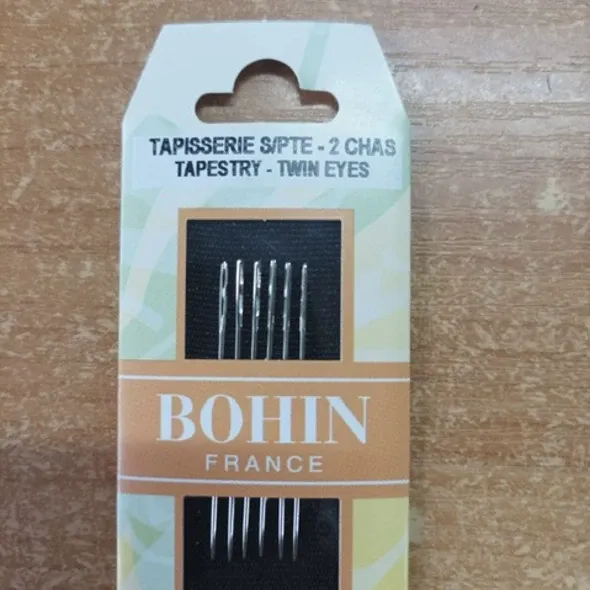 TAPISSERIE S/PTE - 2 CHAS
TAPESTRY - TWIN EYES
BOHIN
FRANCE